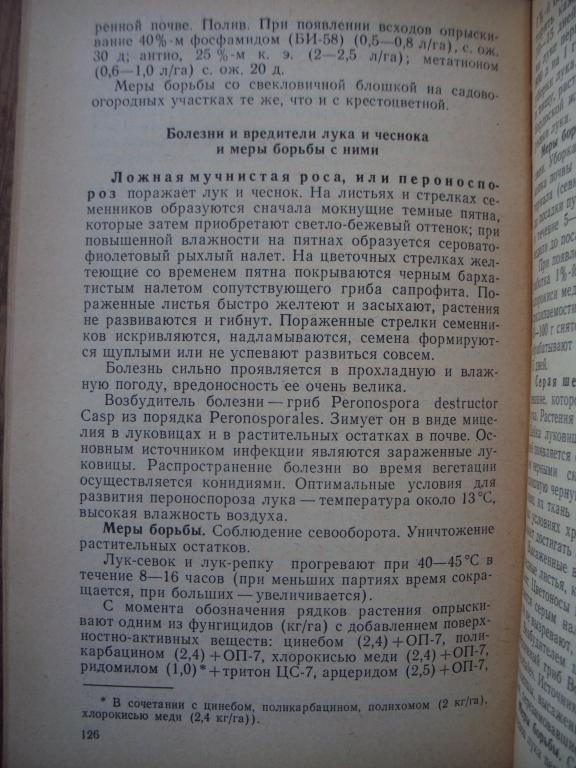 ренной почве. Полив. При появлении всходов опрыски-
вание 40%-м фосфамидом (БИ-58) (0,5—0,8 л/га), с. ож.
30 д; антио, 25 %-м к. э. (2—2,5 л/га); метатионом
(0,6—1,0 л/га) с. ож. 20 д.
Меры борьбы со свекловичной блошкой на садово-
огородных участках те же, что и с крестоцветной.
Болезни и вредители лука и чеснока
и меры борьбы с ними
Ложная мучнистая роса, или пероноспо-
роз поражает лук и чеснок. На листьях и стрелках се-
менников образуются сначала мокнущие темные пятна,
которые затем приобретают светло-бежевый оттенок; при
повышенной влажности на пятнах образуется серовато-
фиолетовый рыхлый налет. На цветочных стрелках жел-
теющие со временем пятна покрываются черным барха-
тистым налетом сопутствующего гриба сапрофита. По-
раженные листья быстро желтеют и засыхают, растения
не развиваются и гибнут. Пораженные стрелки семенни-
ков искривляются, надламываются, семена формируют-
ся щуплыми или не успевают развиться совсем.
Болезнь сильно проявляется в прохладную и влаж-
ную погоду, вредоносность ее очень велика.
Возбудитель болезни — гриб Peronospora destructor
Casp из порядка Peronosporales. Зимует он в виде мице-
лия в луковицах и в растительных остатках в почве. Ос-
новным источником инфекции являются зараженные лу-
ковицы. Распространение болезни во время вегетации
осуществляется конидиями. Оптимальные условия для
развития пероноспороза лука — температура около 13 °С,
высокая влажность воздуха.
Меры борьбы. Соблюдение севооборота. Уничтожение
растительных остатков.
Лук-севок и лук-репку прогревают при 40—45 °С в
течение 8—16 часов (при меньших партиях время сокра-
щается, при больших — увеличивается).
С момента обозначения рядков растения опрыски-
вают одним из фунгицидов (кг/га) с добавлением поверх-
ностно-активных веществ: цинебом (2,4) + ОП-7, поли-
карбацином (2,4) + ОП-7, хлорокисью меди (2,4) + ОП-7,
ридомилом (1,0)* + тритон ЦС-7, арцеридом (2,5) + ОП-7,
* В сочетании с цинебом, поликарбацином, полихомом (2 кг/га),
хлорокисью меди (2,4 кг/га)).
126